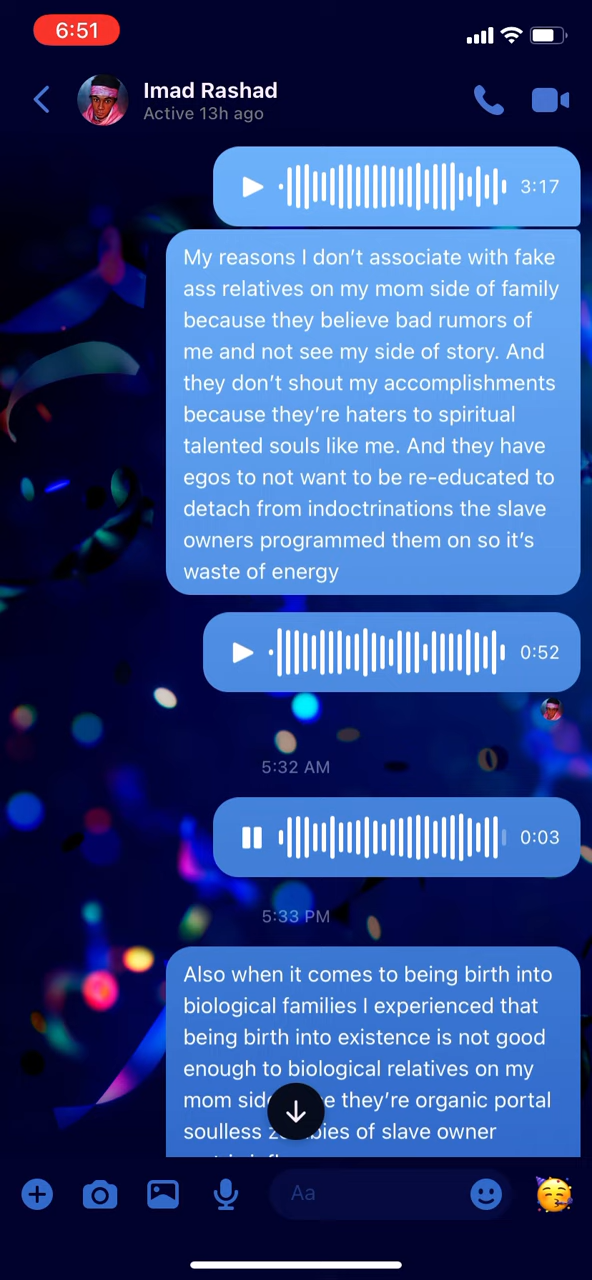 6:51
Imad Rashad
Active 13h ago
3:17
My reasons I don’t associate with fake
ass relatives on my mom side of family
because they believe bad rumors of
me and not see my side of story. And
they don’t shout my accomplishments
because they’re haters to spiritual
talented souls like me. And they have
egos to not want to be re-educated to
detach from indoctrinations the slave
owners programmed them on so it’s
waste of energy
0:52
5:32 AM
0:03
5:33 PM
Also when it comes to being birth into
biological families I experienced that
being birth into existence is not good
enough to biological relatives on my
mom they’re organic portal
soulless of slave owner
Aa